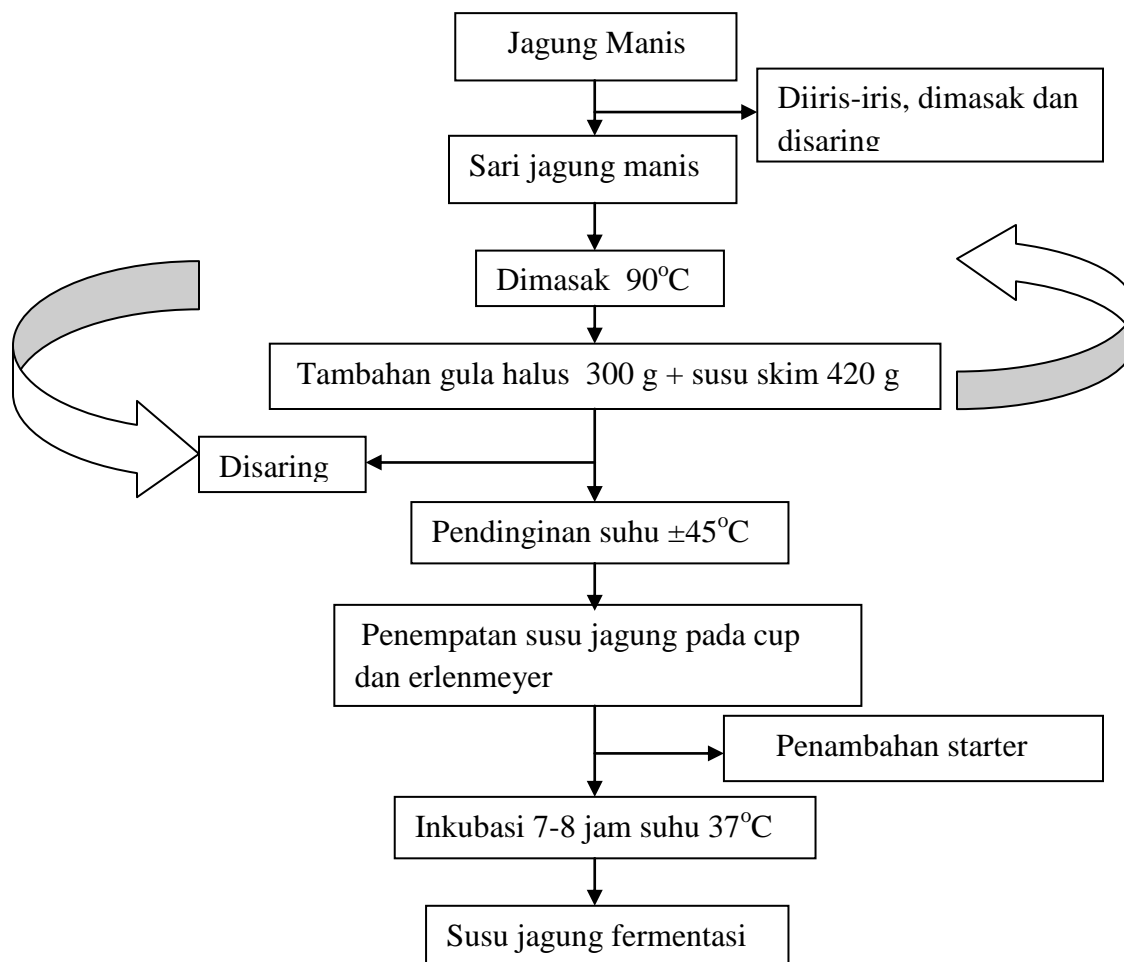 Jagung Manis
Diiris-iris, dimasak dan
disaring
Sari jagung manis
Dimasak 90°C
Tambahan gula halus 300 g + susu skim 420 g
Disaring
Pendinginan suhu ±45°C
Penempatan susu jagung pada cup
dan erlenmeyer
Penambahan starter
Inkubasi 7-8 jam suhu 37°C
Susu jagung fermentasi